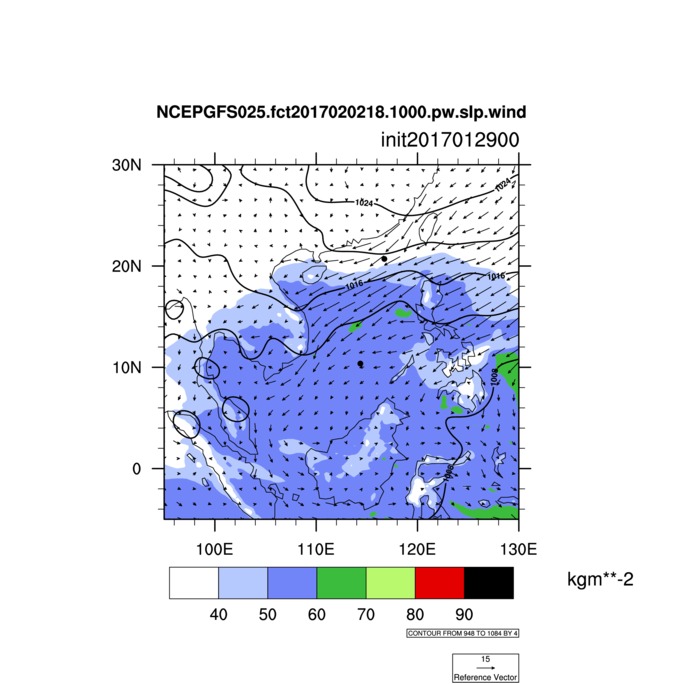 NCEPGFS025.fct2017020218.1000.pw.slp.wind
init2017012900
30N
1024
1024
20N
1016
1016
10N
1008
0
1008
100E 110E 120E 130E
kgm**-2
40 50 60 70 80 90
CONTOUR FROM 948 TO 1084 BY 4
15
Reference Vector